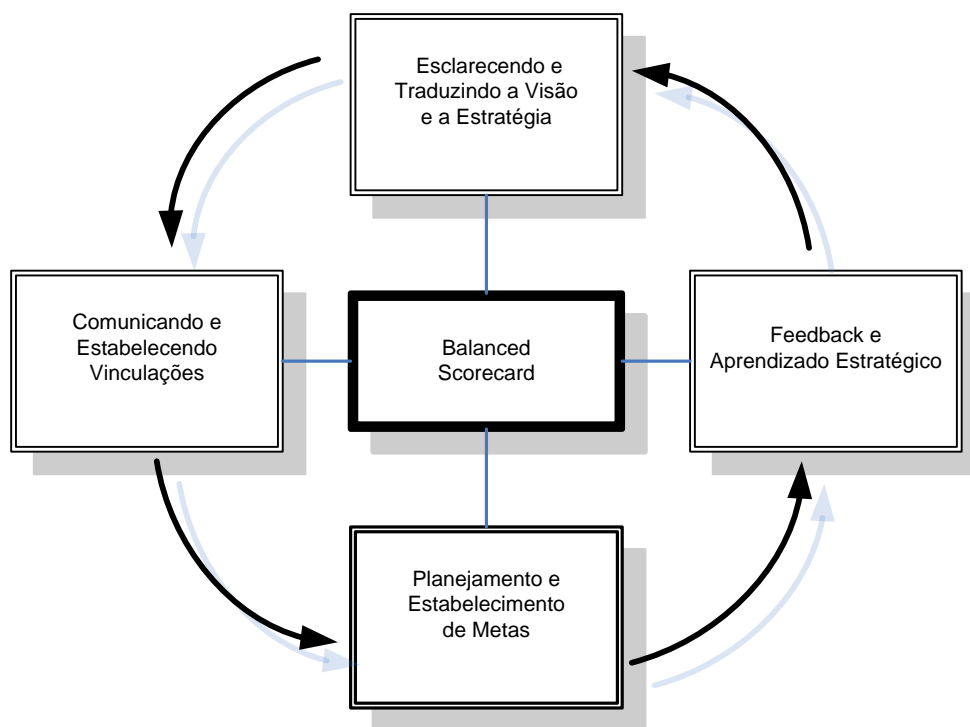 Esclarecendo e
Traduzindo a Visão
e a Estratégia
Comunicando e
Estabelecendo
Vinculações
Balanced
Scorecard
Feedback e
Aprendizado Estratégico
Planejamento e
Estabelecimento
de Metas